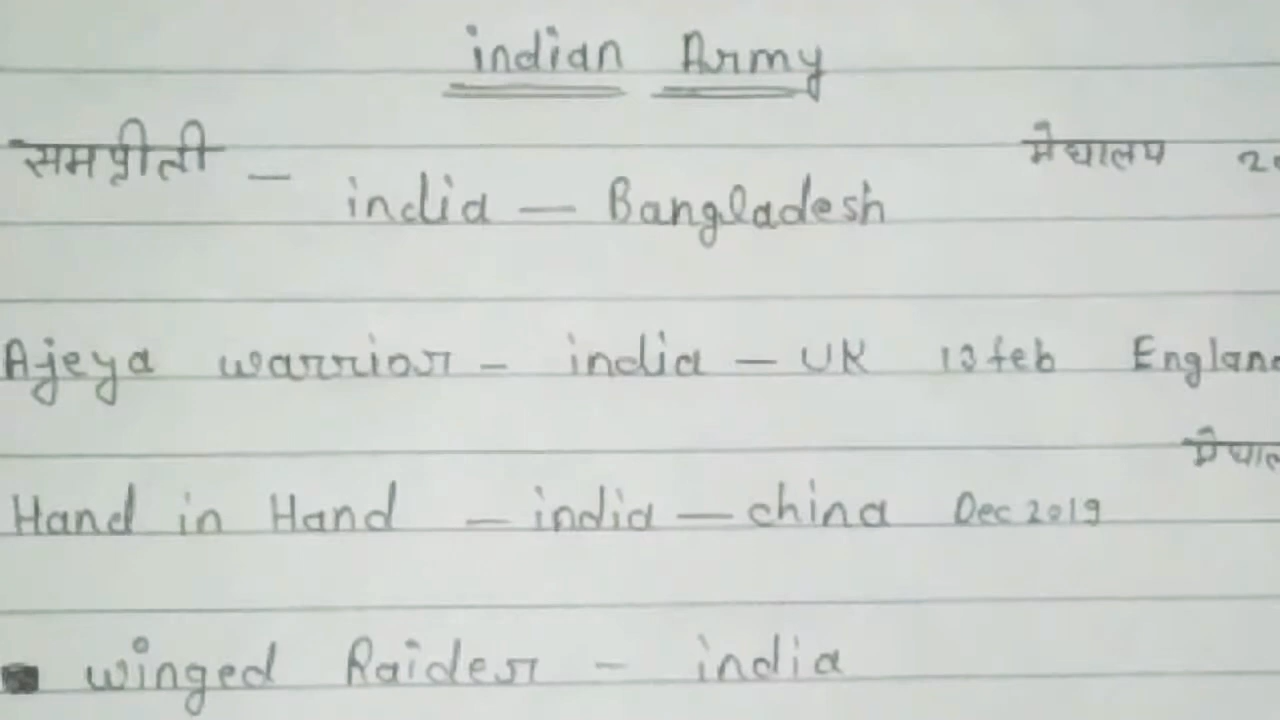 indian Army
समप्रीती – india – Bangladesh मेघालय
Ajeya warrior – india – UK 13 feb
Hand in Hand – india – china Dec 2019
winged Raider – india